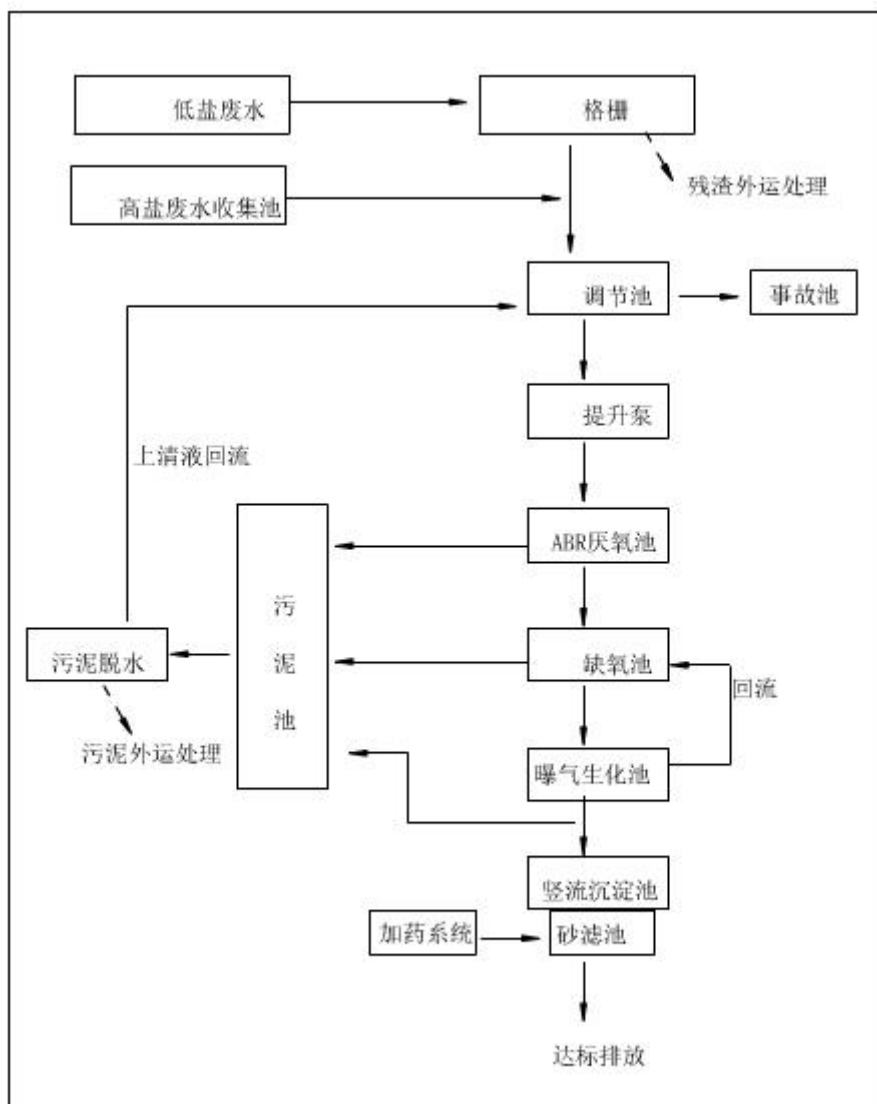 低盐废水
格栅
残渣外运处理
高盐废水收集池
调节池
事故池
提升泵
上清液回流
ABR厌氧池
污
泥
池
污泥脱水
缺氧池
回流
污泥外运处理
曝气生化池
竖流沉淀池
加药系统
砂滤池
达标排放